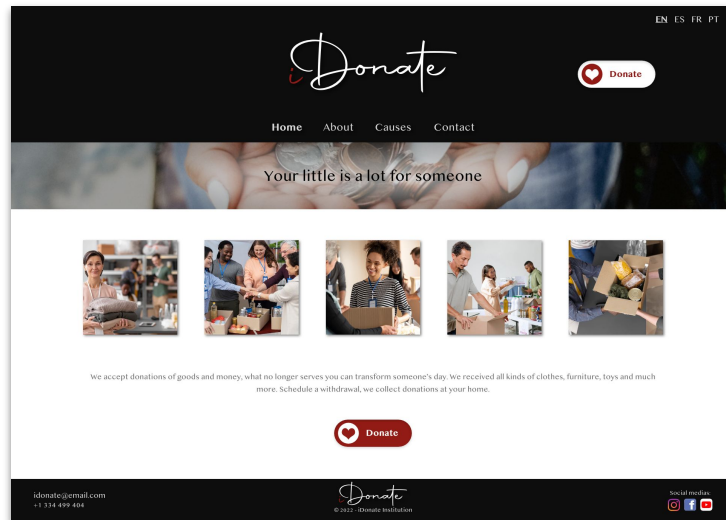 EN ES FR PT
iDonate
Donate
Home About Causes Contact
Your little is a lot for someone
We accept donations of goods and money, what no longer serves you can transform someone's day. We received all kinds of clothes, furniture, toys and much
more. Schedule a withdrawal, we collect donations at your home.
Donate
idonate@email.com
+1 334 499 404
iDonate
© 2022 - iDonate Institution
Social medias: